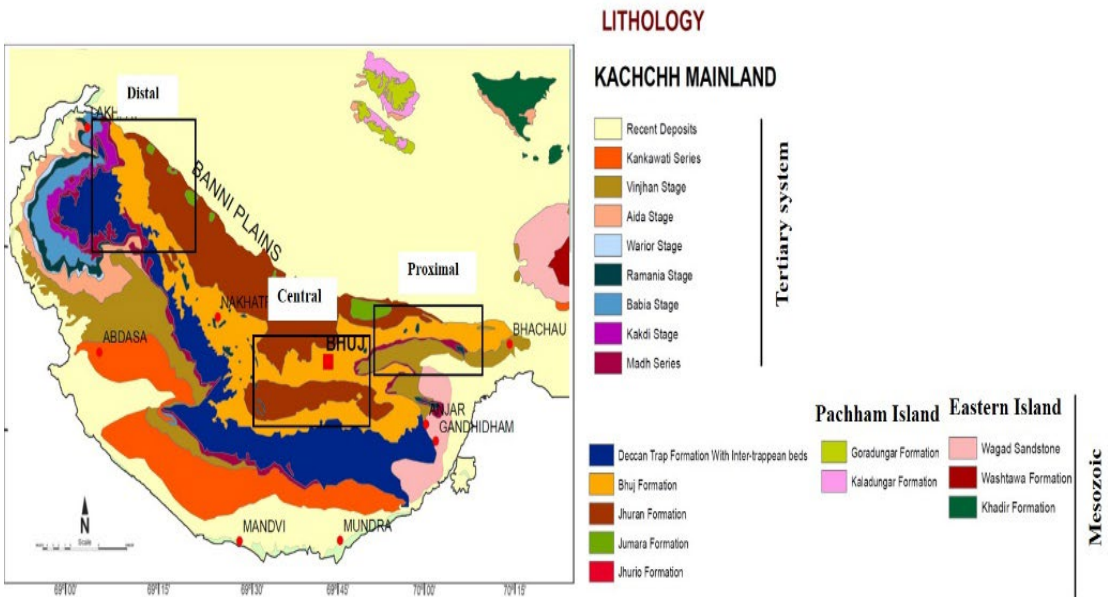 LITHOLOGY
KACHCHH MAINLAND
Recent Deposits
Kankawati Series
Vinjhan Stage
Aida Stage
Warior Stage
Ramania Stage
Babia Stage
Kakdi Stage
Madh Series
Tertiary system
Deccan Trap Formation With Inter-trappean beds
Bhuj Formation
Jhuran Formation
Jumara Formation
Jhurio Formation
Pachham Island
Goradungar Formation
Kaladungar Formation
Eastern Island
Wagad Sandstone
Washtawa Formation
Khadir Formation
Mesozoic
Distal
BANNI PLAINS
Proximal
Central
BHUJ
BHACHAU
ABDASA
ANJAR
GANDHIDHAM
MANDVI
MUNDRA
N
Scale
69°00'
69°15'
69°30'
69°45'
70°00'
70°15'